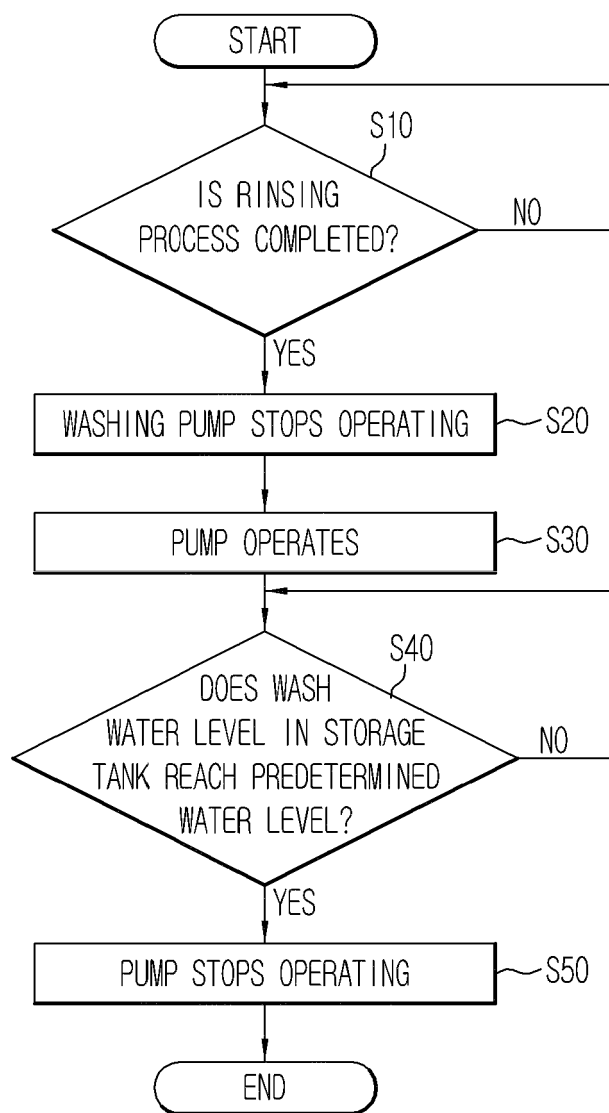 START
S10
IS RINSING
PROCESS COMPLETED?
NO
YES
WASHING PUMP STOPS OPERATING
S20
PUMP OPERATES
S30
S40
DOES WASH
WATER LEVEL IN STORAGE
TANK REACH PREDETERMINED
WATER LEVEL?
NO
YES
PUMP STOPS OPERATING
S50
END